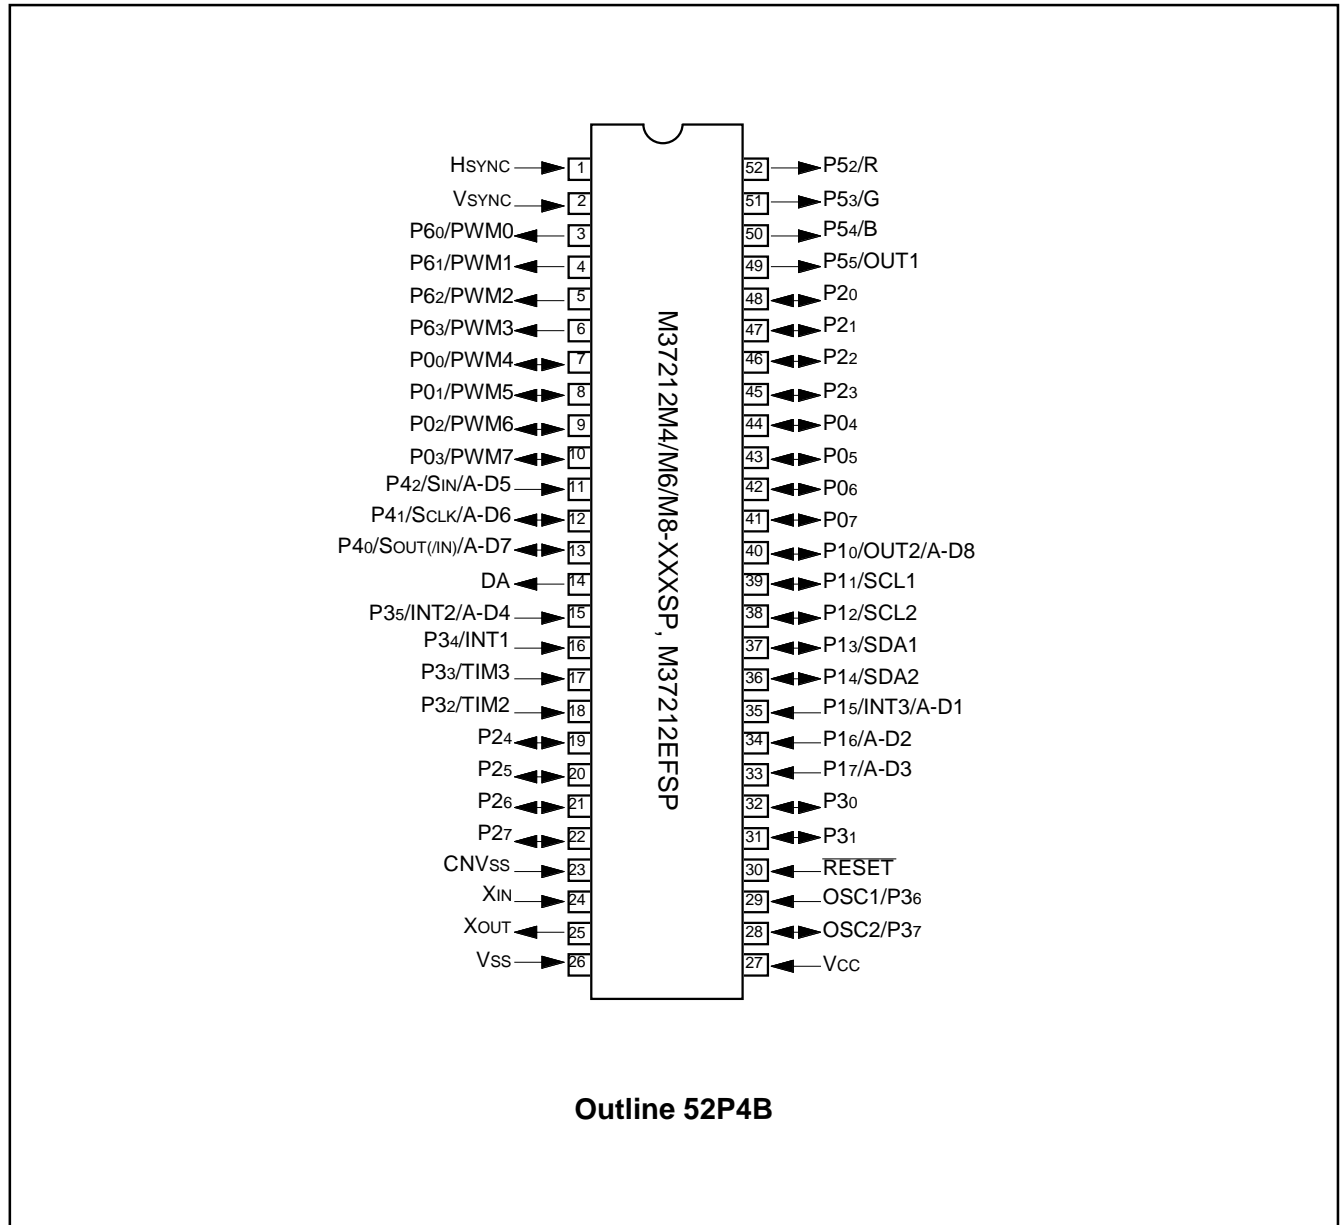 HSYNC 1 52 P52/R
VSYNC 2 51 P53/G
P60/PWM0 3 50 P54/B
P61/PWM1 4 49 P55/OUT1
P62/PWM2 5 48 P20
P63/PWM3 6 47 P21
P00/PWM4 7 46 P22
P01/PWM5 8 45 P23
P02/PWM6 9 44 P04
P03/PWM7 10 43 P05
P42/SIN/A-D5 11 42 P06
P41/SCLK/A-D6 12 41 P07
P40/SOUT(/IN)/A-D7 13 40 P10/OUT2/A-D8
DA 14 39 P11/SCL1
P35/INT2/A-D4 15 38 P12/SCL2
P34/INT1 16 37 P13/SDA1
P33/TIM3 17 36 P14/SDA2
P32/TIM2 18 35 P15/INT3/A-D1
P24 19 34 P16/A-D2
P25 20 33 P17/A-D3
P26 21 32 P30
P27 22 31 P31
CNVSS 23 30 RESET
XIN 24 29 OSC1/P36
XOUT 25 28 OSC2/P37
VSS 26 27 VCC
M37212M4/M6/M8-XXXSP, M37212EFSP
Outline 52P4B